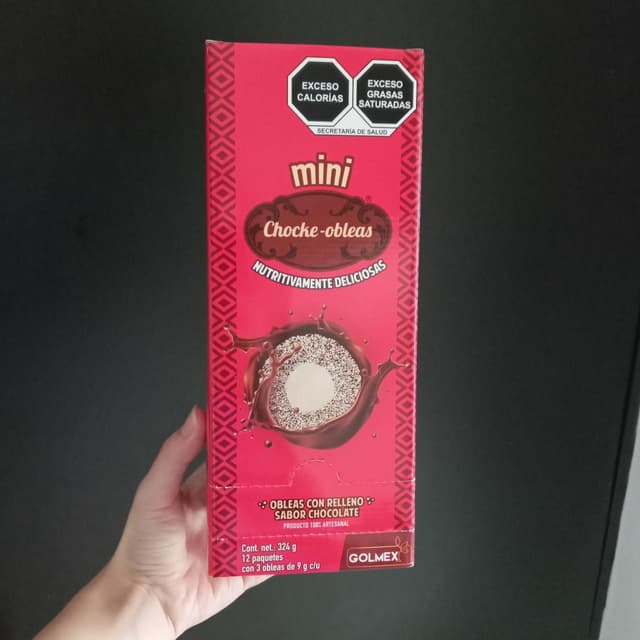 EXCESO
CALORÍAS
EXCESO
GRASAS
SATURADAS
SECRETARÍA DE SALUD
mini
Chocke-obleas
NUTRITIVAMENTE DELICIOSAS
OBLEAS CON RELLENO
SABOR CHOCOLATE
PRODUCTO 100% ARTESANAL
Cont. net.: 324 g
12 paquetes
con 3 obleas de 9 g c/u
GOLMEX